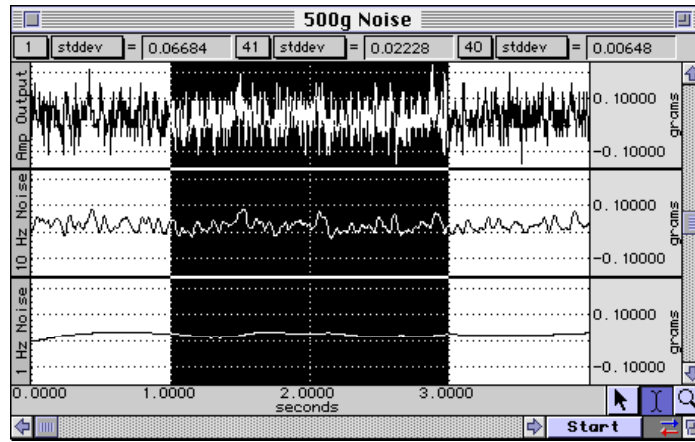 500g Noise
1 stddev = 0.06684 41 stddev = 0.02228 40 stddev = 0.00648
Amp Output
0.10000
-0.10000
grams
10 Hz Noise
0.10000
-0.10000
grams
1 Hz Noise
0.10000
-0.10000
grams
0.0000 1.0000 2.0000 3.0000
seconds
Start